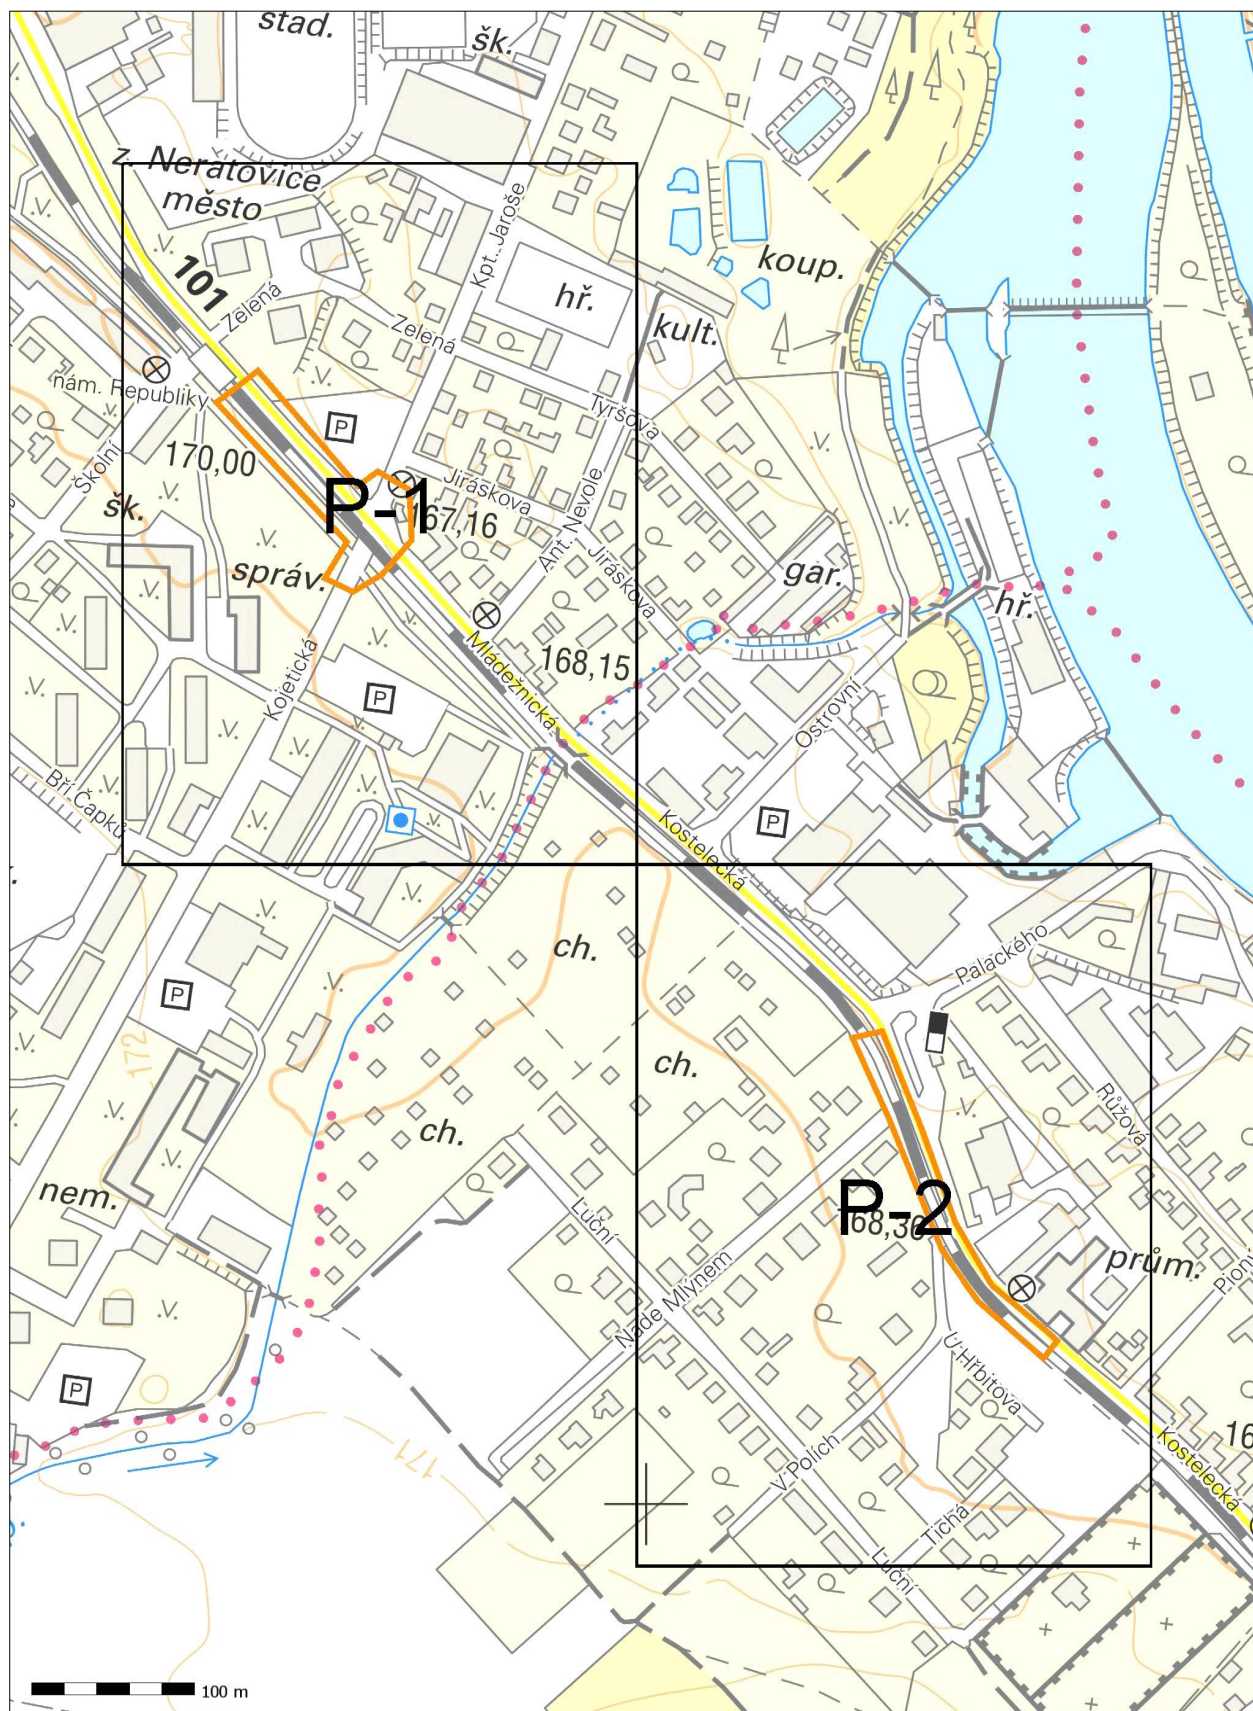 stad.
šk.
z. Neratovice
město
101
Kpt. Jaroše
koup.
hř.
Zelená
Zelená
kult.
nám. Republiky
Tyršova
P
170,00
Školní
Jiráskova
P-1
šk.
167,16
Ant. Nevole
Jiráskova
gar.
správ.
hř.
Mládežnická
168,15
Kojetická
P
Ostrovní
Bří Čapků
P
Kostelecká
ch.
Palackého
P
172
ch.
ch.
Růžová
nem.
Luční
P-2
168,36
prům.
Nade Mlýnem
U Hřbitova
P
171
V Polích
Kostelecká
Tichá
Luční
100 m